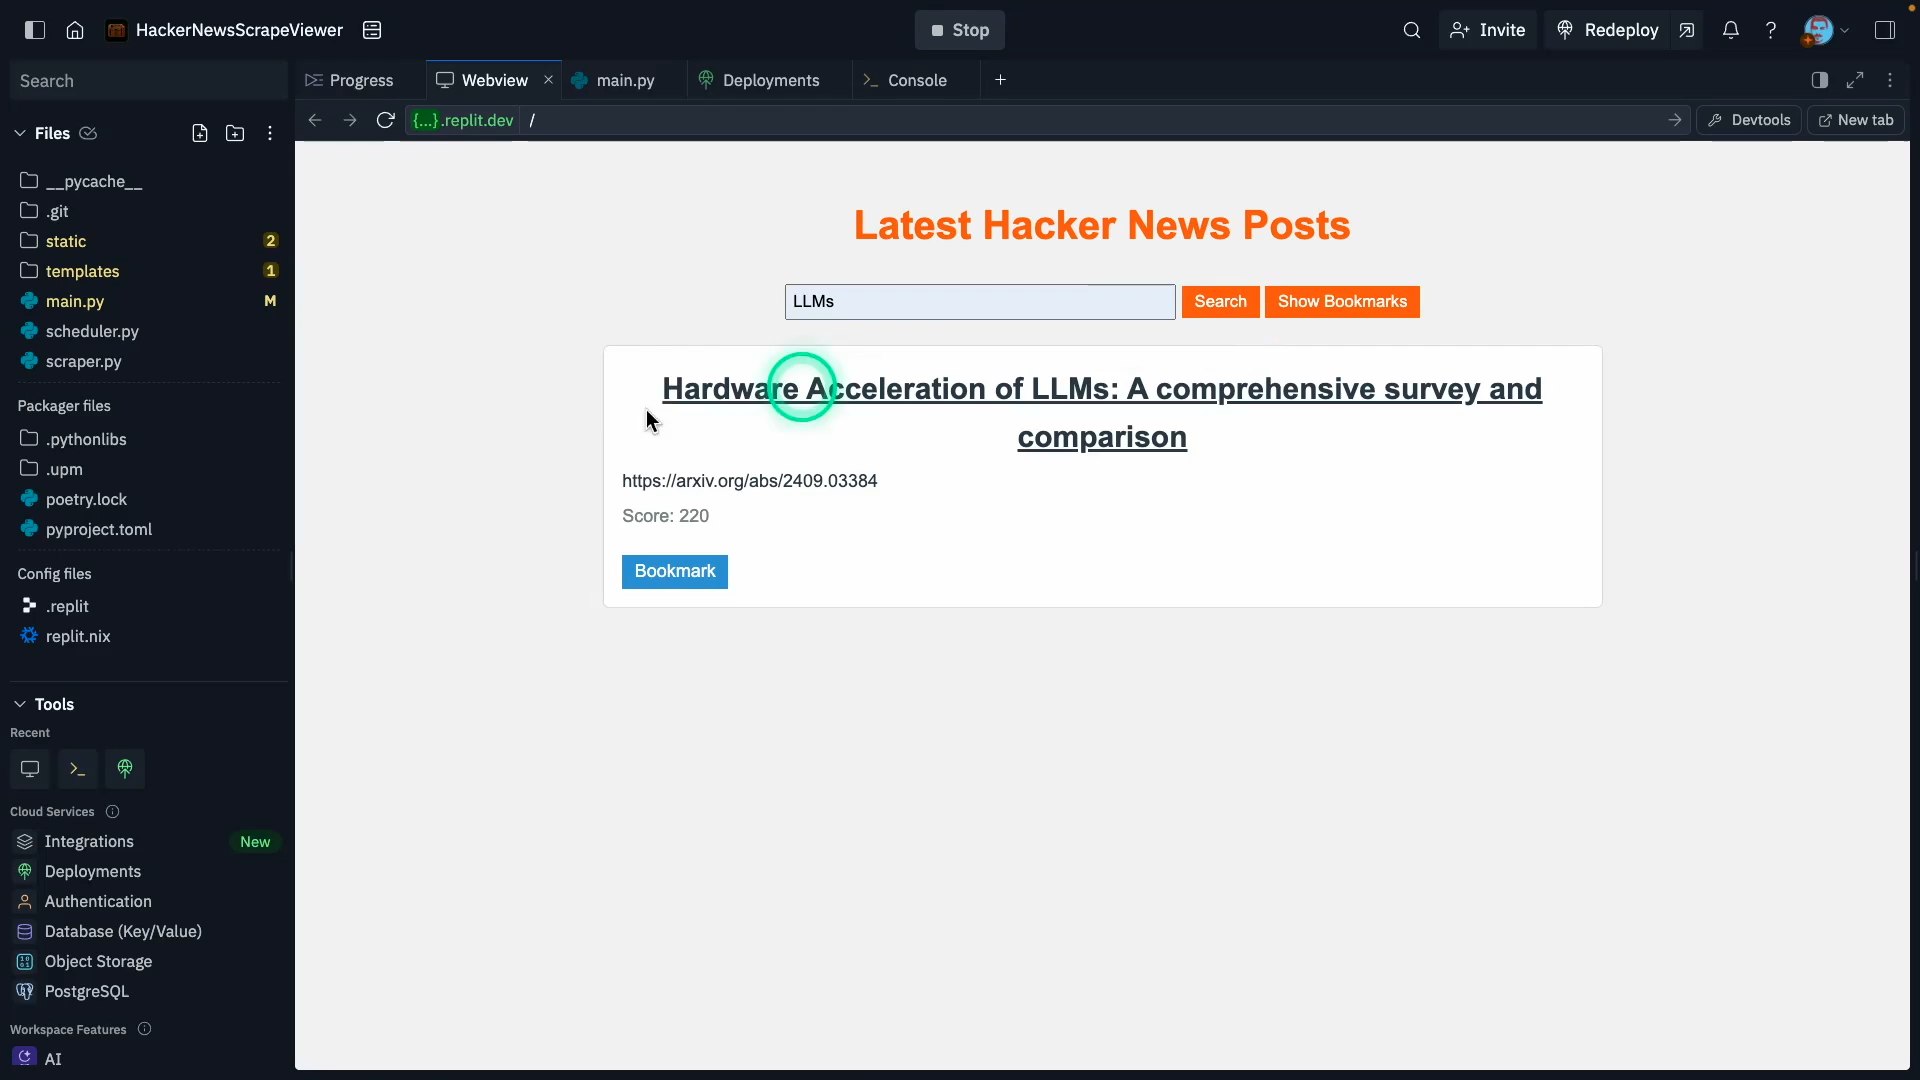 HackerNewsScrapeViewer
Stop
Invite
Redeploy
Search
Progress
Webview
main.py
Deployments
Console
{...}.replit.dev /
Devtools
New tab
Files
__pycache__
.git
static 2
templates 1
main.py M
scheduler.py
scraper.py
Packager files
.pythonlibs
.upm
poetry.lock
pyproject.toml
Config files
.replit
replit.nix
Tools
Recent
Cloud Services
Integrations New
Deployments
Authentication
Database (Key/Value)
Object Storage
PostgreSQL
Workspace Features
AI
Latest Hacker News Posts
LLMs
Search
Show Bookmarks
Hardware Acceleration of LLMs: A comprehensive survey and
comparison
https://arxiv.org/abs/2409.03384
Score: 220
Bookmark